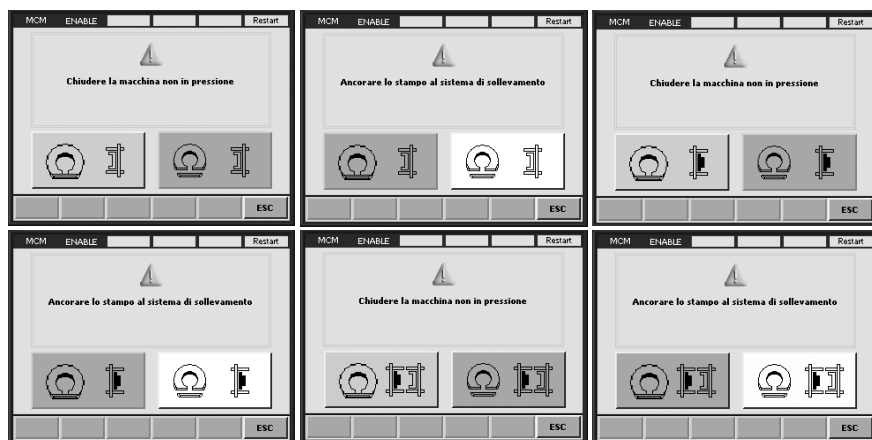 MCM ENABLE Restart
Chiudere la macchina non in pressione
ESC
MCM ENABLE Restart
Ancorare lo stampo al sistema di sollevamento
ESC
MCM ENABLE Restart
Chiudere la macchina non in pressione
ESC
MCM ENABLE Restart
Ancorare lo stampo al sistema di sollevamento
ESC
MCM ENABLE Restart
Chiudere la macchina non in pressione
ESC
MCM ENABLE Restart
Ancorare lo stampo al sistema di sollevamento
ESC